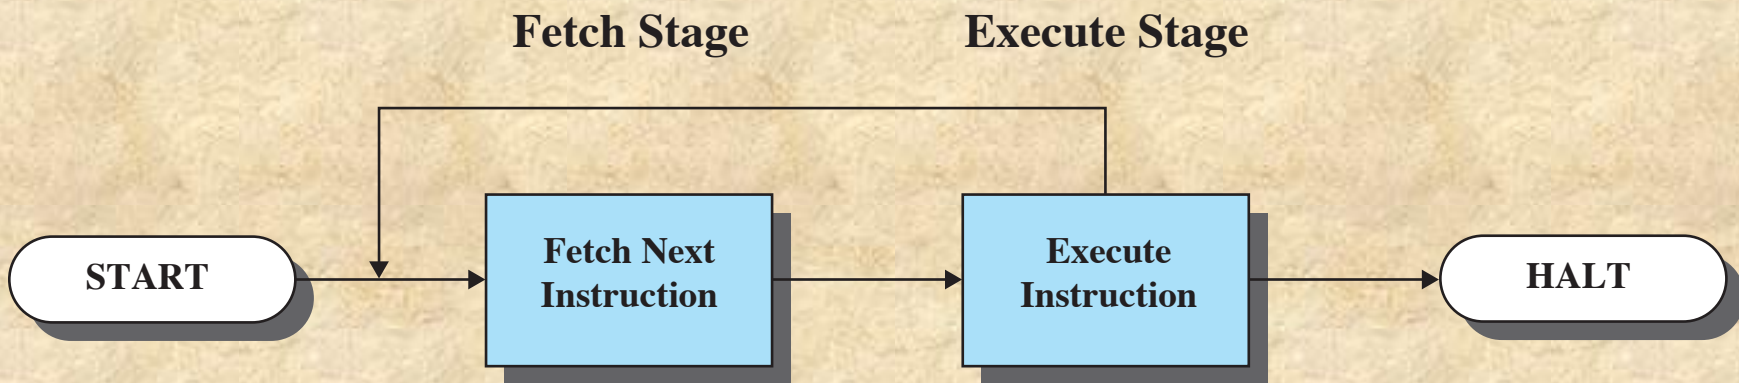 Fetch Stage
Execute Stage
START
Fetch Next
Instruction
Execute
Instruction
HALT